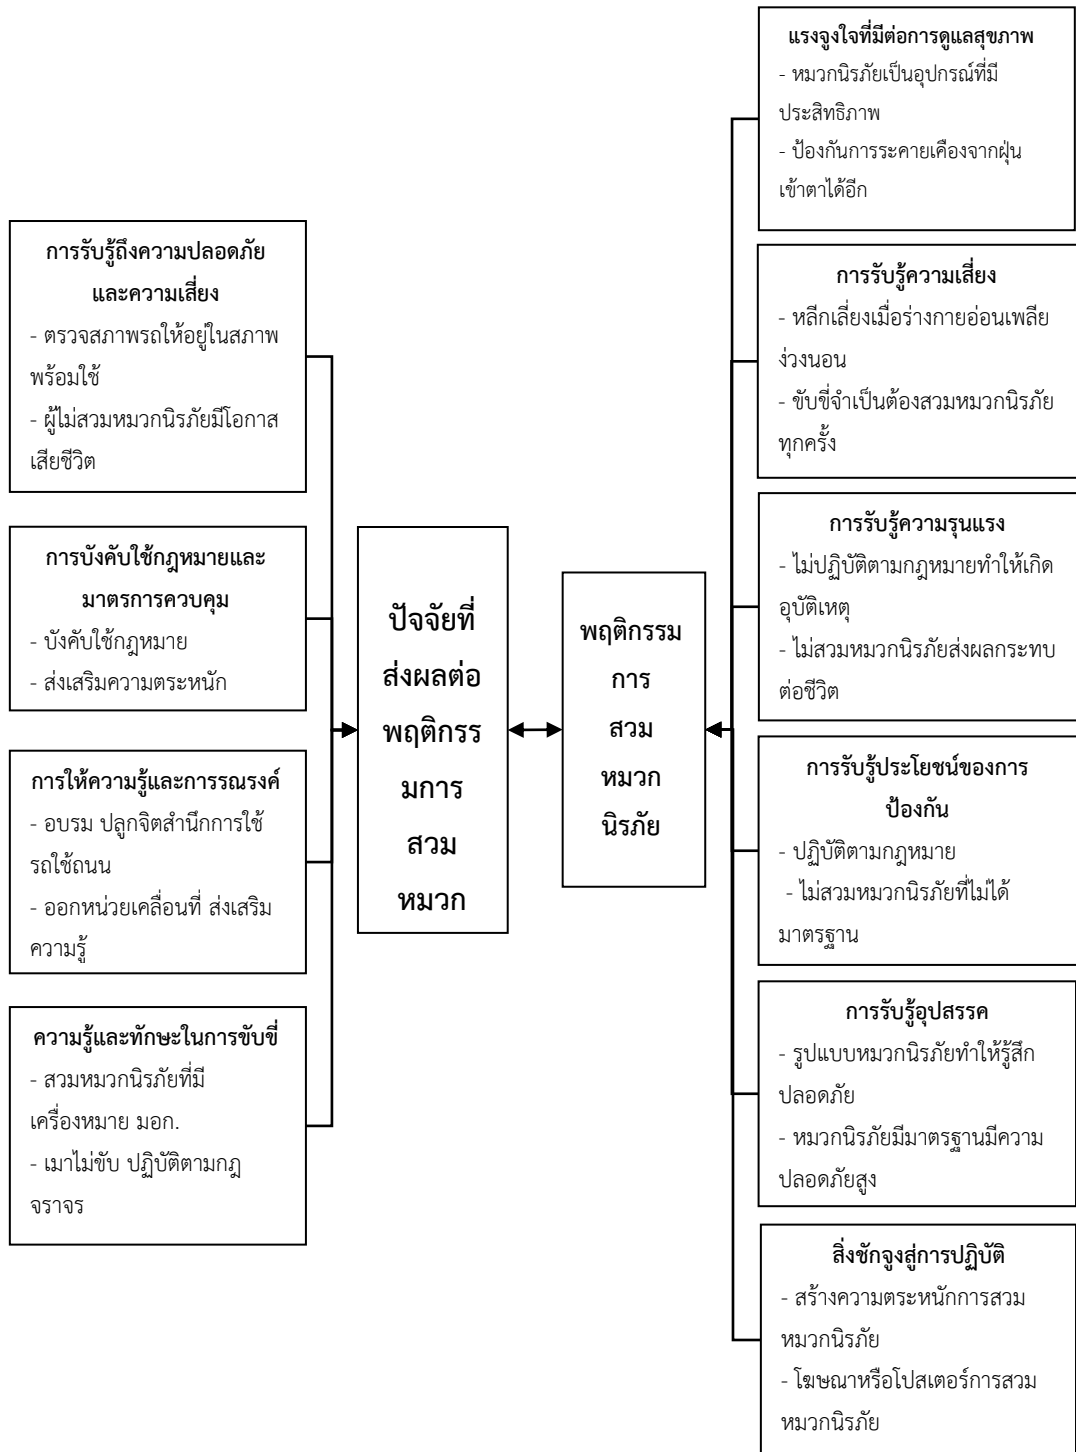 การรับรู้ถึงความปลอดภัย
และความเสี่ยง
- ตรวจสภาพรถให้อยู่ในสภาพ
พร้อมใช้
- ผู้ไม่สวมหมวกนิรภัยมีโอกาส
เสียชีวิต
การบังคับใช้กฎหมายและ
มาตรการควบคุม
- บังคับใช้กฎหมาย
- ส่งเสริมความตระหนัก
การให้ความรู้และการรณรงค์
- อบรม ปลูกจิตสำนึกการใช้
รถใช้ถนน
- ออกหน่วยเคลื่อนที่ ส่งเสริม
ความรู้
ความรู้และทักษะในการขับขี่
- สวมหมวกนิรภัยที่มี
เครื่องหมาย มอก.
- เมาไม่ขับ ปฏิบัติตามกฎ
จราจร
ปัจจัยที่
ส่งผลต่อ
พฤติกรร
มการ
สวม
หมวก
พฤติกรรม
การ
สวม
หมวก
นิรภัย
แรงจูงใจที่มีต่อการดูแลสุขภาพ
- หมวกนิรภัยเป็นอุปกรณ์ที่มี
ประสิทธิภาพ
- ป้องกันการระคายเคืองจากฝุ่น
เข้าตาได้อีก
การรับรู้ความเสี่ยง
- หลีกเลี่ยงเมื่อร่างกายอ่อนเพลีย
ง่วงนอน
- ขับขี่จำเป็นต้องสวมหมวกนิรภัย
ทุกครั้ง
การรับรู้ความรุนแรง
- ไม่ปฏิบัติตามกฎหมายทำให้เกิด
อุบัติเหตุ
- ไม่สวมหมวกนิรภัยส่งผลกระทบ
ต่อชีวิต
การรับรู้ประโยชน์ของการ
ป้องกัน
- ปฏิบัติตามกฎหมาย
- ไม่สวมหมวกนิรภัยที่ไม่ได้
มาตรฐาน
การรับรู้อุปสรรค
- รูปแบบหมวกนิรภัยทำให้รู้สึก
ปลอดภัย
- หมวกนิรภัยมีมาตรฐานมีความ
ปลอดภัยสูง
สิ่งชักจูงสู่การปฏิบัติ
- สร้างความตระหนักการสวม
หมวกนิรภัย
- โฆษณาหรือโปสเตอร์การสวม
หมวกนิรภัย